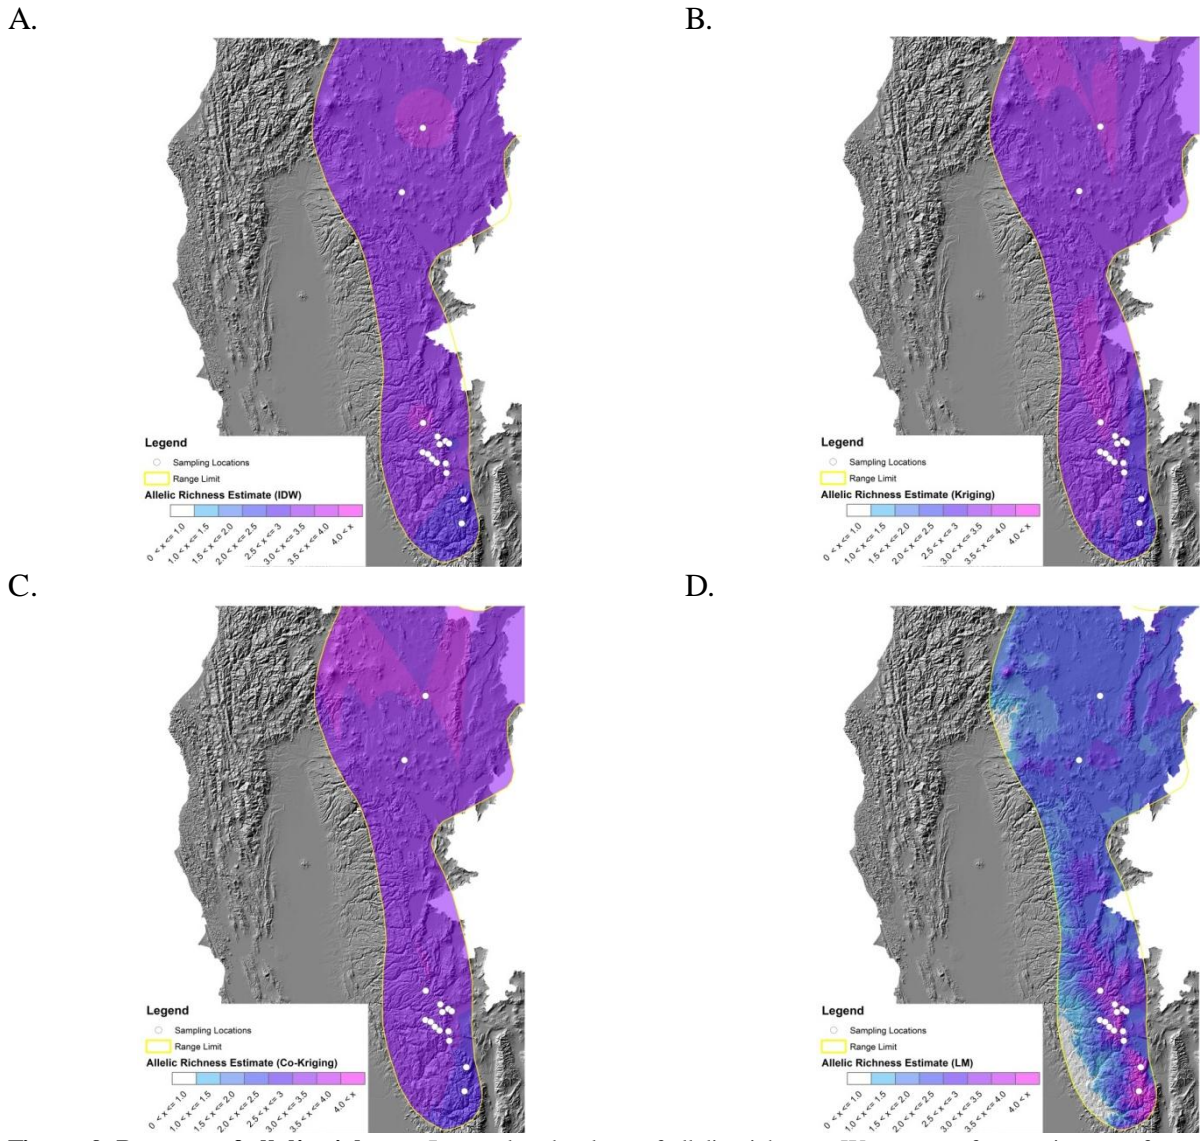 A.
B.
Legend
Sampling Locations
Range Limit
Allelic Richness Estimate (IDW)
0 < x <= 1.0
1.0 < x <= 1.5
1.5 < x <= 2.0
2.0 < x <= 2.5
2.5 < x <= 3
3.0 < x <= 3.5
3.5 < x <= 4.0
4.0 < x
Legend
Sampling Locations
Range Limit
Allelic Richness Estimate (Kriging)
0 < x <= 1.0
1.0 < x <= 1.5
1.5 < x <= 2.0
2.0 < x <= 2.5
2.5 < x <= 3
3.0 < x <= 3.5
3.5 < x <= 4.0
4.0 < x
C.
D.
Legend
Sampling Locations
Range Limit
Allelic Richness Estimate (Co-Kriging)
0 < x <= 1.0
1.0 < x <= 1.5
1.5 < x <= 2.0
2.0 < x <= 2.5
2.5 < x <= 3
3.0 < x <= 3.5
3.5 < x <= 4.0
4.0 < x
Legend
Sampling Locations
Range Limit
Allelic Richness Estimate (LM)
0 < x <= 1.0
1.0 < x <= 1.5
1.5 < x <= 2.0
2.0 < x <= 2.5
2.5 < x <= 3
3.0 < x <= 3.5
3.5 < x <= 4.0
4.0 < x